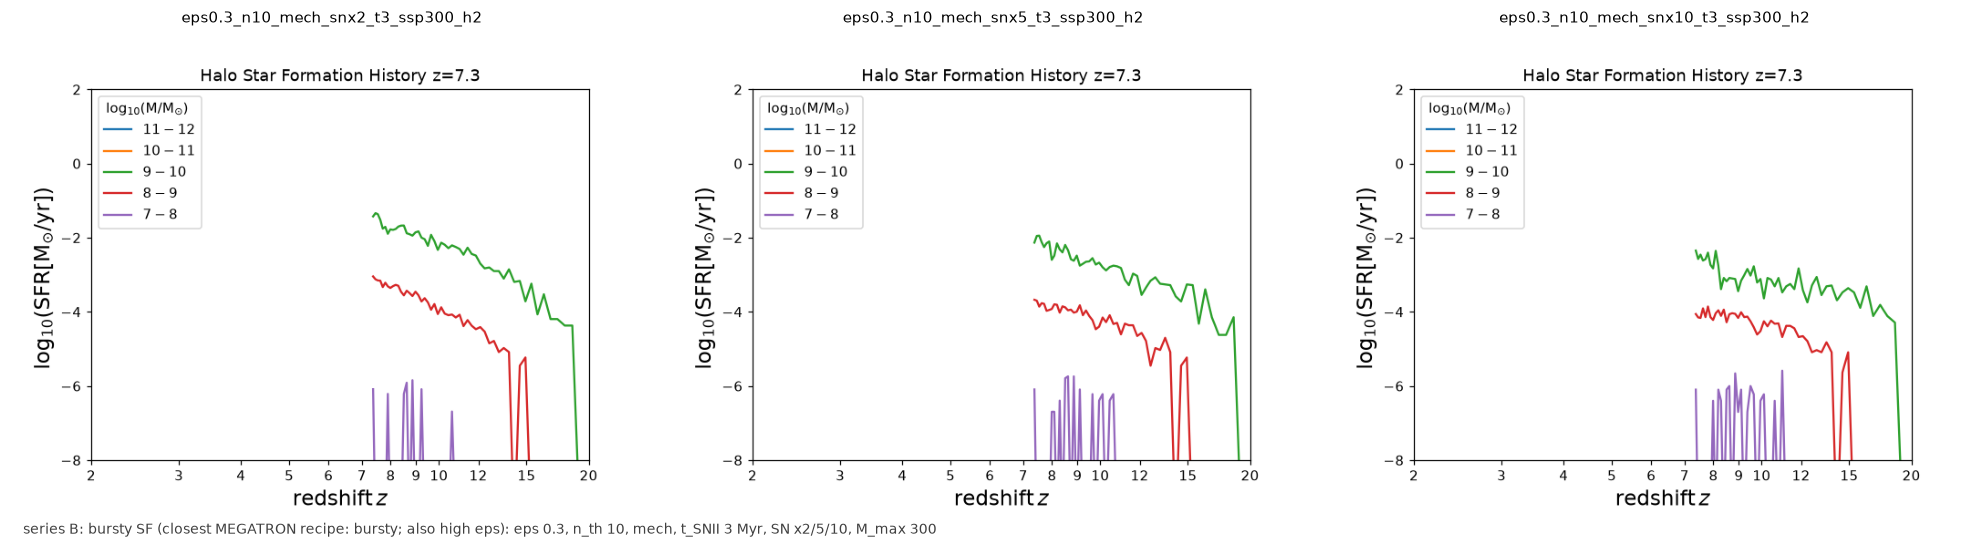 eps0.3_n10_mech_snx2_t3_ssp300_h2
Halo Star Formation History z=7.3
log₁₀(M/M☉)
11 − 12
10 − 11
9 − 10
8 − 9
7 − 8
log₁₀(SFR[M☉/yr])
2
0
−2
−4
−6
−8
2 3 4 5 6 7 8 9 10 12 15 20
redshift z
eps0.3_n10_mech_snx5_t3_ssp300_h2
Halo Star Formation History z=7.3
log₁₀(M/M☉)
11 − 12
10 − 11
9 − 10
8 − 9
7 − 8
log₁₀(SFR[M☉/yr])
2
0
−2
−4
−6
−8
2 3 4 5 6 7 8 9 10 12 15 20
redshift z
eps0.3_n10_mech_snx10_t3_ssp300_h2
Halo Star Formation History z=7.3
log₁₀(M/M☉)
11 − 12
10 − 11
9 − 10
8 − 9
7 − 8
log₁₀(SFR[M☉/yr])
2
0
−2
−4
−6
−8
2 3 4 5 6 7 8 9 10 12 15 20
redshift z
series B: bursty SF (closest MEGATRON recipe: bursty; also high eps): eps 0.3, n_th 10, mech, t_SNII 3 Myr, SN x2/5/10, M_max 300